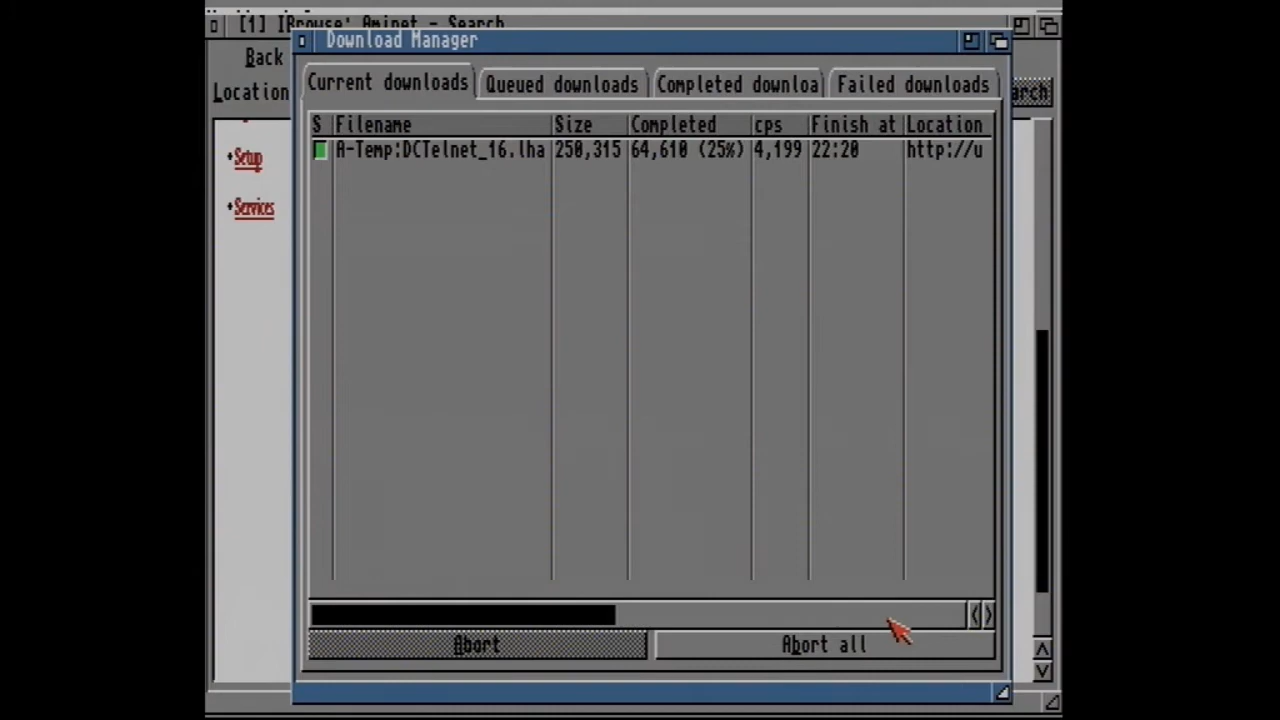 [1] IBrowse' Aminet - Search
Download Manager
Back
Location
arch
Current downloads Queued downloads Completed downloa Failed downloads
S Filename Size Completed cps Finish at Location
A-Temp:DCTelnet_16.lha 250,315 64,610 (25%) 4,199 22:20 http://u
Setup
Services
Abort Abort all